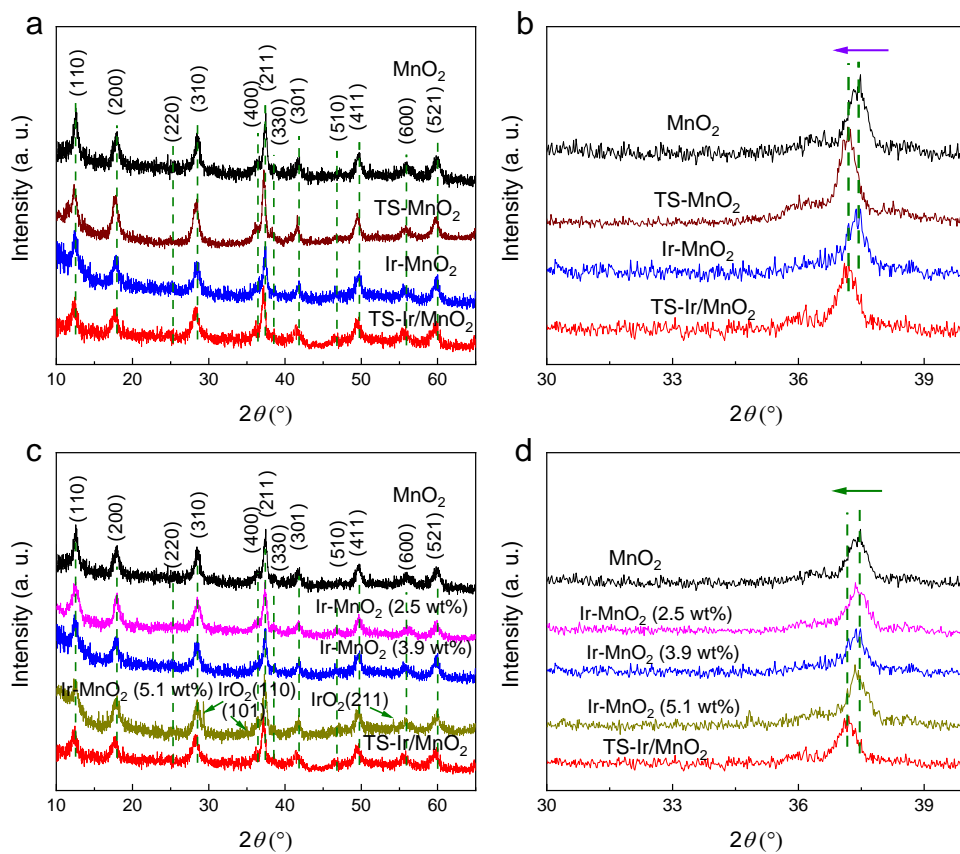 a
MnO2
(110)
(200)
(220)
(310)
(400)
(211)
(330)
(301)
(510)
(411)
(600)
(521)
TS-MnO2
Ir-MnO2
TS-Ir/MnO2
Intensity (a. u.)
10 20 30 40 50 60
2θ (°)
b
MnO2
TS-MnO2
Ir-MnO2
TS-Ir/MnO2
Intensity (a. u.)
30 33 36 39
2θ (°)
c
MnO2
(110)
(200)
(220)
(310)
(400)
(211)
(330)
(301)
(510)
(411)
(600)
(521)
Ir-MnO2 (2.5 wt%)
Ir-MnO2 (3.9 wt%)
Ir-MnO2 (5.1 wt%) IrO2(110)
(101)
IrO2(211)
TS-Ir/MnO2
Intensity (a. u.)
10 20 30 40 50 60
2θ (°)
d
MnO2
Ir-MnO2 (2.5 wt%)
Ir-MnO2 (3.9 wt%)
Ir-MnO2 (5.1 wt%)
TS-Ir/MnO2
Intensity (a. u.)
30 33 36 39
2θ (°)